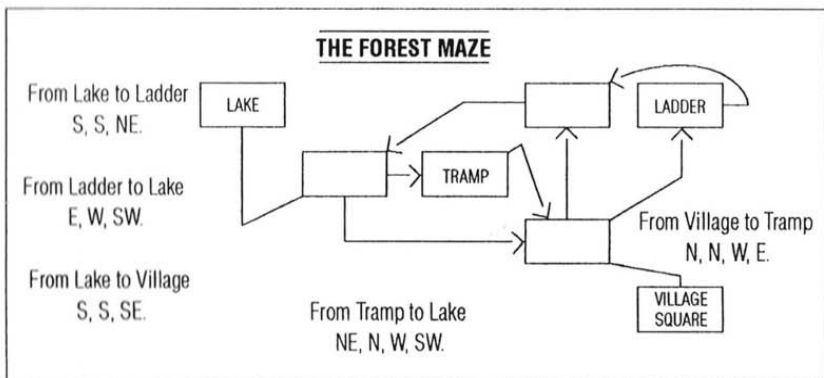 THE FOREST MAZE
From Lake to Ladder
S, S, NE.
LAKE
LADDER
From Ladder to Lake
E, W, SW.
TRAMP
From Village to Tramp
N, N, W, E.
From Lake to Village
S, S, SE.
From Tramp to Lake
NE, N, W, SW.
VILLAGE
SQUARE